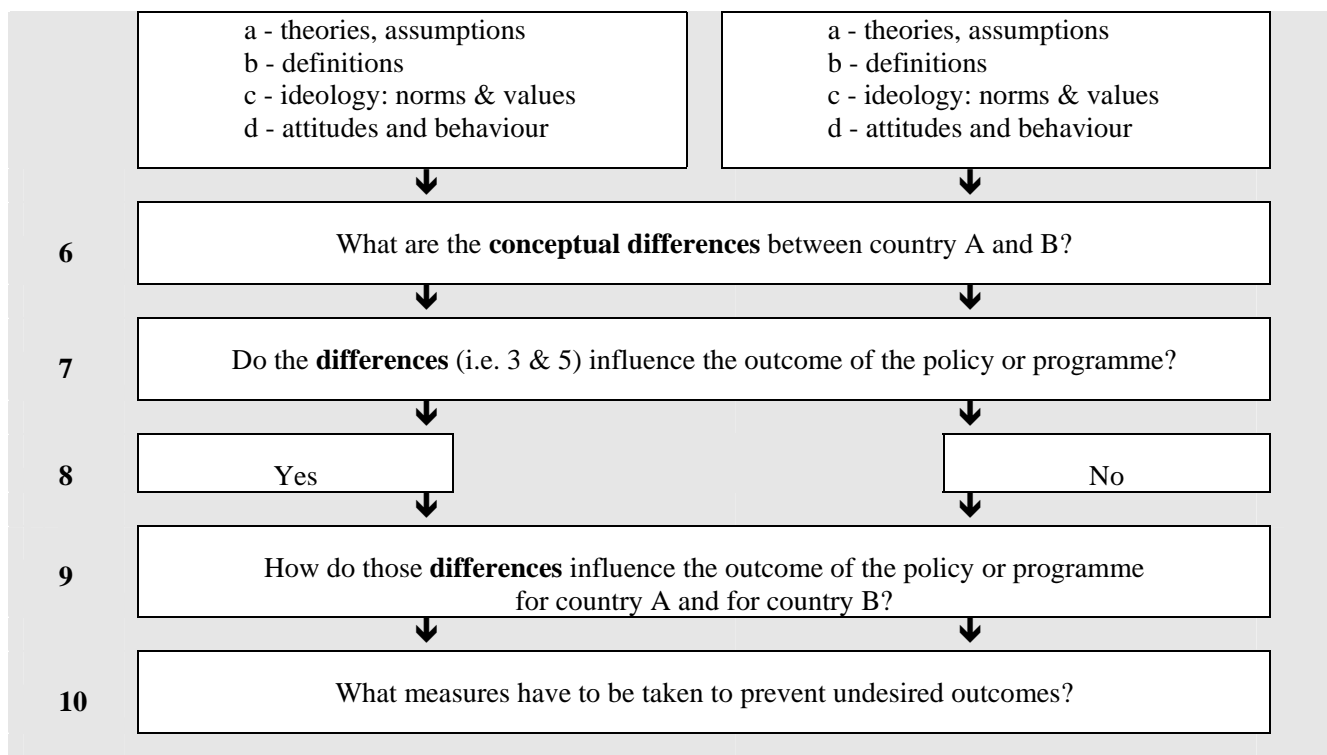 a - theories, assumptions
b - definitions
c - ideology: norms & values
d - attitudes and behaviour
a - theories, assumptions
b - definitions
c - ideology: norms & values
d - attitudes and behaviour
6
What are the conceptual differences between country A and B?
7
Do the differences (i.e. 3 & 5) influence the outcome of the policy or programme?
8
Yes
No
9
How do those differences influence the outcome of the policy or programme
for country A and for country B?
10
What measures have to be taken to prevent undesired outcomes?